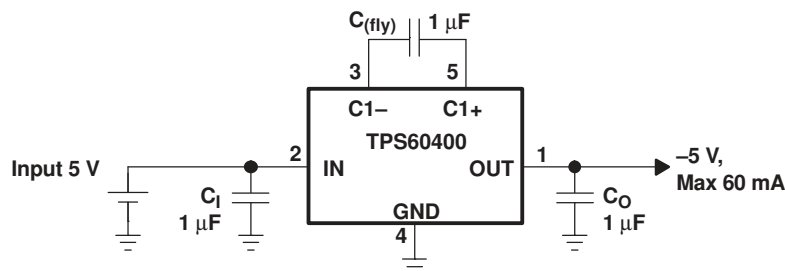 C(fly) 1 μF
3 5
C1– C1+
TPS60400
Input 5 V
2 IN OUT 1
–5 V,
Max 60 mA
CI
1 μF
GND
4
CO
1 μF